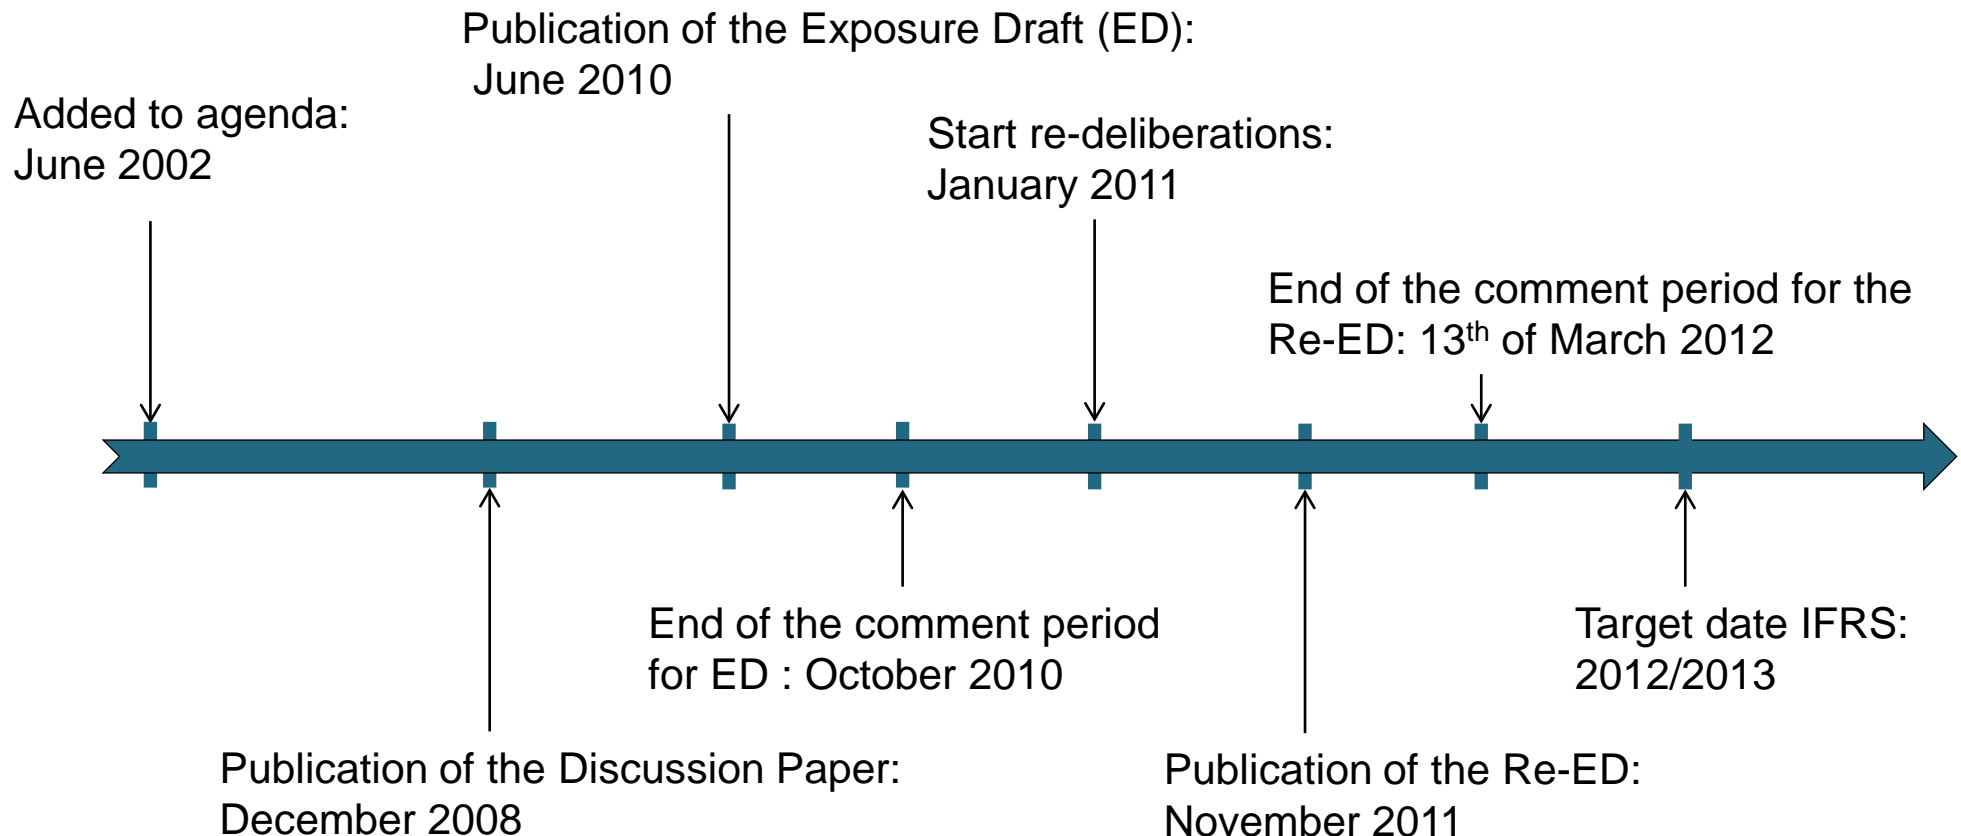 Publication of the Exposure Draft (ED):
June 2010
Added to agenda:
June 2002
Start re-deliberations:
January 2011
End of the comment period for the
Re-ED: 13th of March 2012
End of the comment period
for ED : October 2010
Target date IFRS:
2012/2013
Publication of the Discussion Paper:
December 2008
Publication of the Re-ED:
November 2011